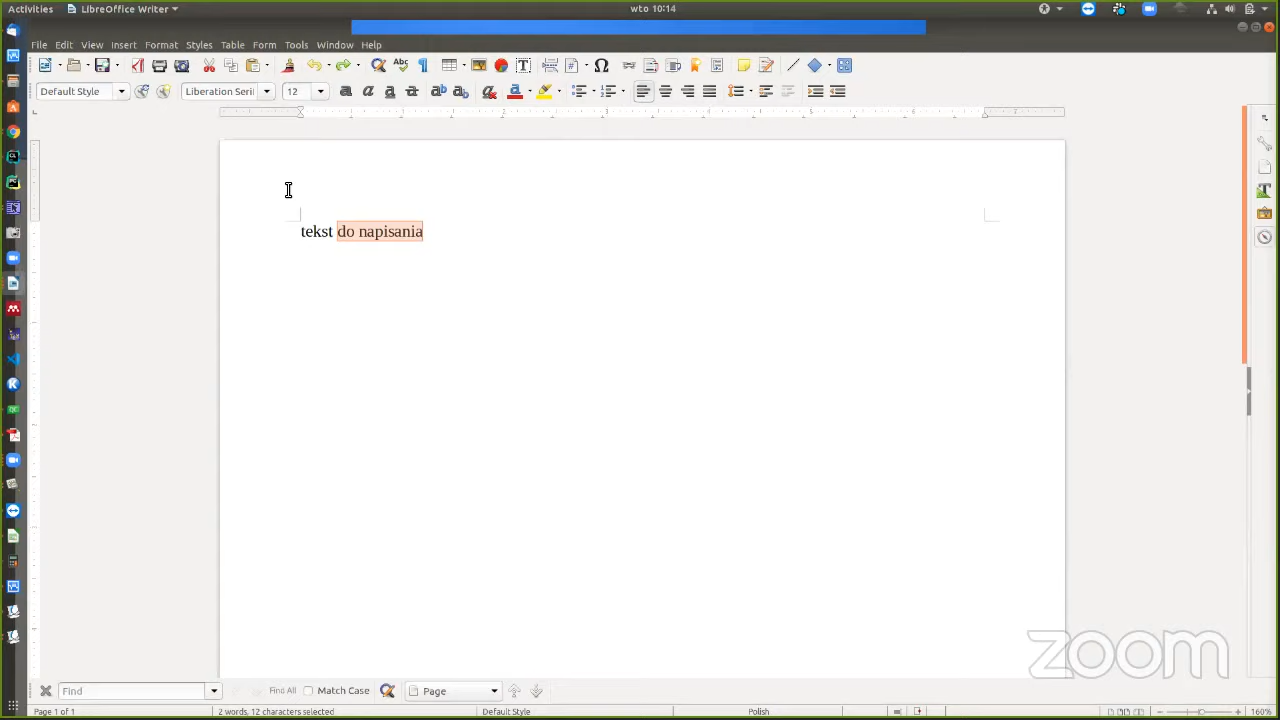 Activities LibreOffice Writer wto 10:14
File Edit View Insert Format Styles Table Form Tools Window Help
Default Style Liberation Seri 12
tekst do napisania
zoom
Find Find All Match Case Page
Page 1 of 1 2 words, 12 characters selected Default Style Polish 160%